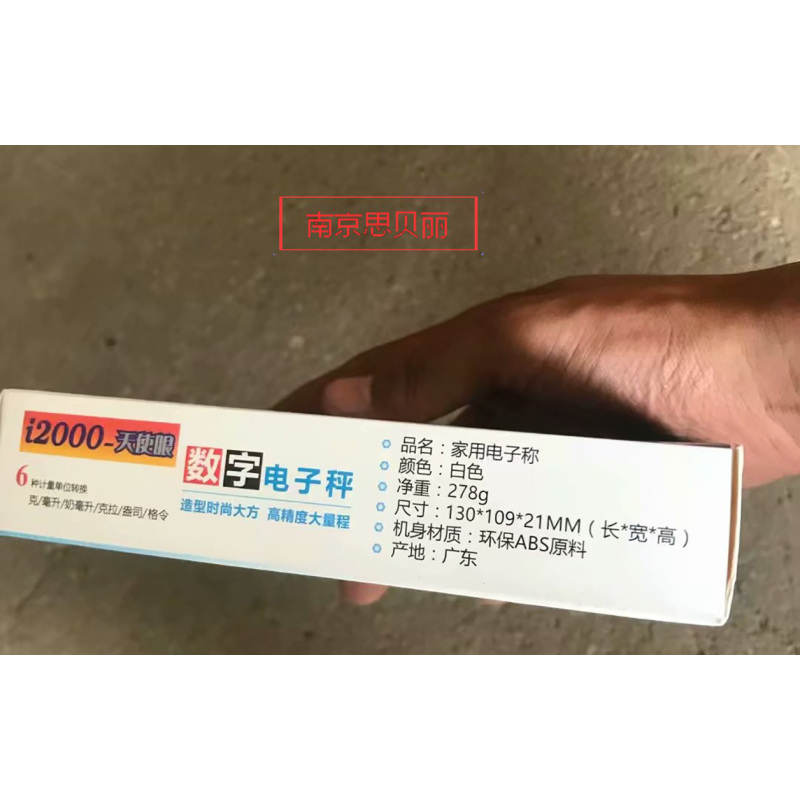 南京思贝丽
i2000-天使眼
6种计量单位转换
克/毫升/奶毫升/克拉/盎司/格令
数字电子秤
造型时尚大方 高精度大量程
品名：家用电子称
颜色：白色
净重：278g
尺寸：130*109*21MM（长*宽*高）
机身材质：环保ABS原料
产地：广东